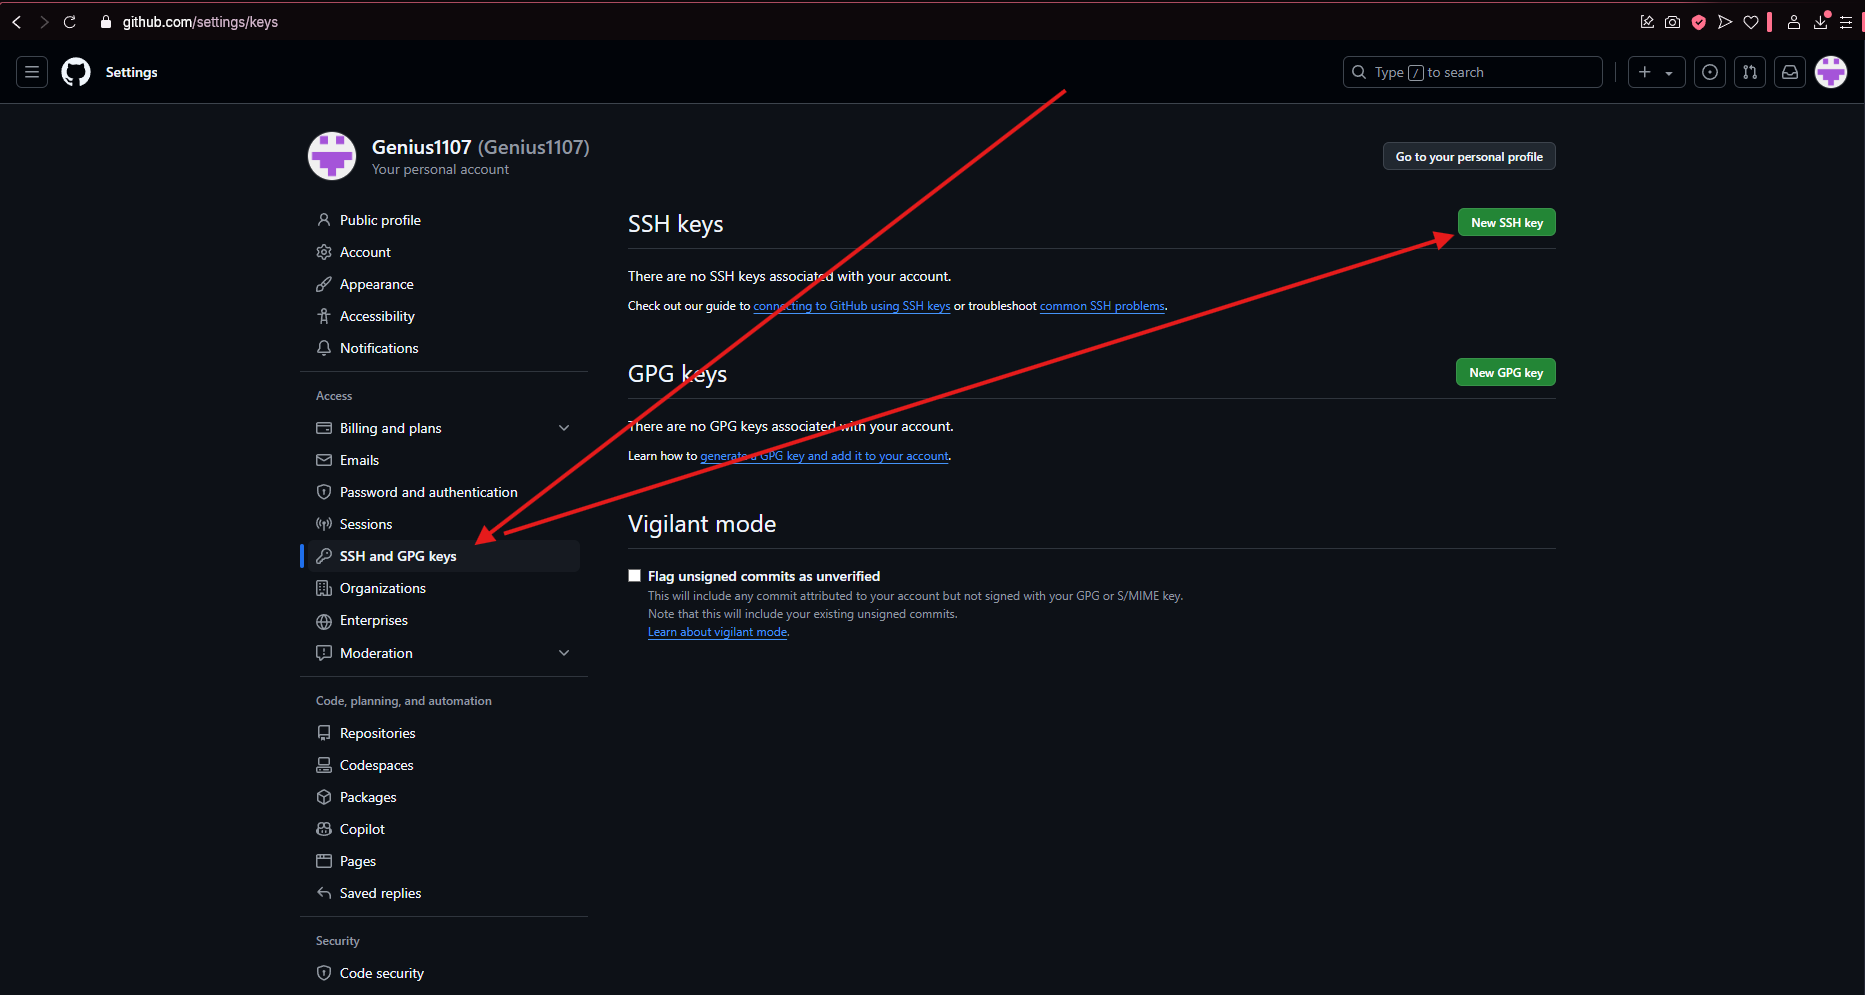 github.com/settings/keys
Settings
Type / to search
Genius1107 (Genius1107)
Your personal account
Go to your personal profile
Public profile
Account
Appearance
Accessibility
Notifications
Access
Billing and plans
Emails
Password and authentication
Sessions
SSH and GPG keys
Organizations
Enterprises
Moderation
Code, planning, and automation
Repositories
Codespaces
Packages
Copilot
Pages
Saved replies
Security
Code security
SSH keys
New SSH key
There are no SSH keys associated with your account.
Check out our guide to connecting to GitHub using SSH keys or troubleshoot common SSH problems.
GPG keys
New GPG key
There are no GPG keys associated with your account.
Learn how to generate a GPG key and add it to your account.
Vigilant mode
Flag unsigned commits as unverified
This will include any commit attributed to your account but not signed with your GPG or S/MIME key.
Note that this will include your existing unsigned commits.
Learn about vigilant mode.